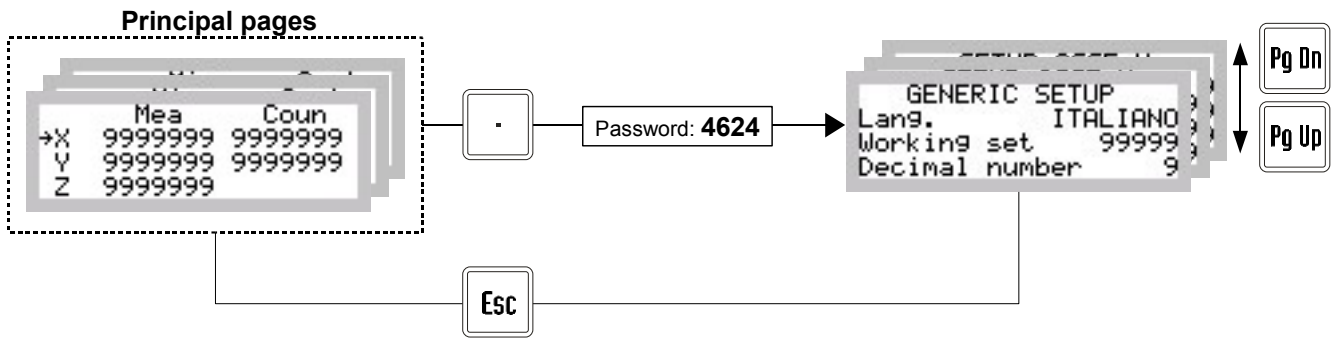 Principal pages
Mea Coun
→X 9999999 9999999
Y 9999999 9999999
Z 9999999
.
Password: 4624
GENERIC SETUP
Lang. ITALIANO
Working set 99999
Decimal number 9
Pg Dn
Pg Up
Esc